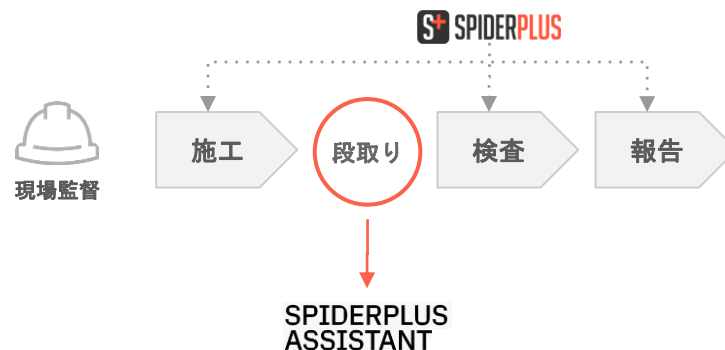 S+ SPIDERPLUS
施工
段取り
検査
報告
現場監督
SPIDERPLUS
ASSISTANT